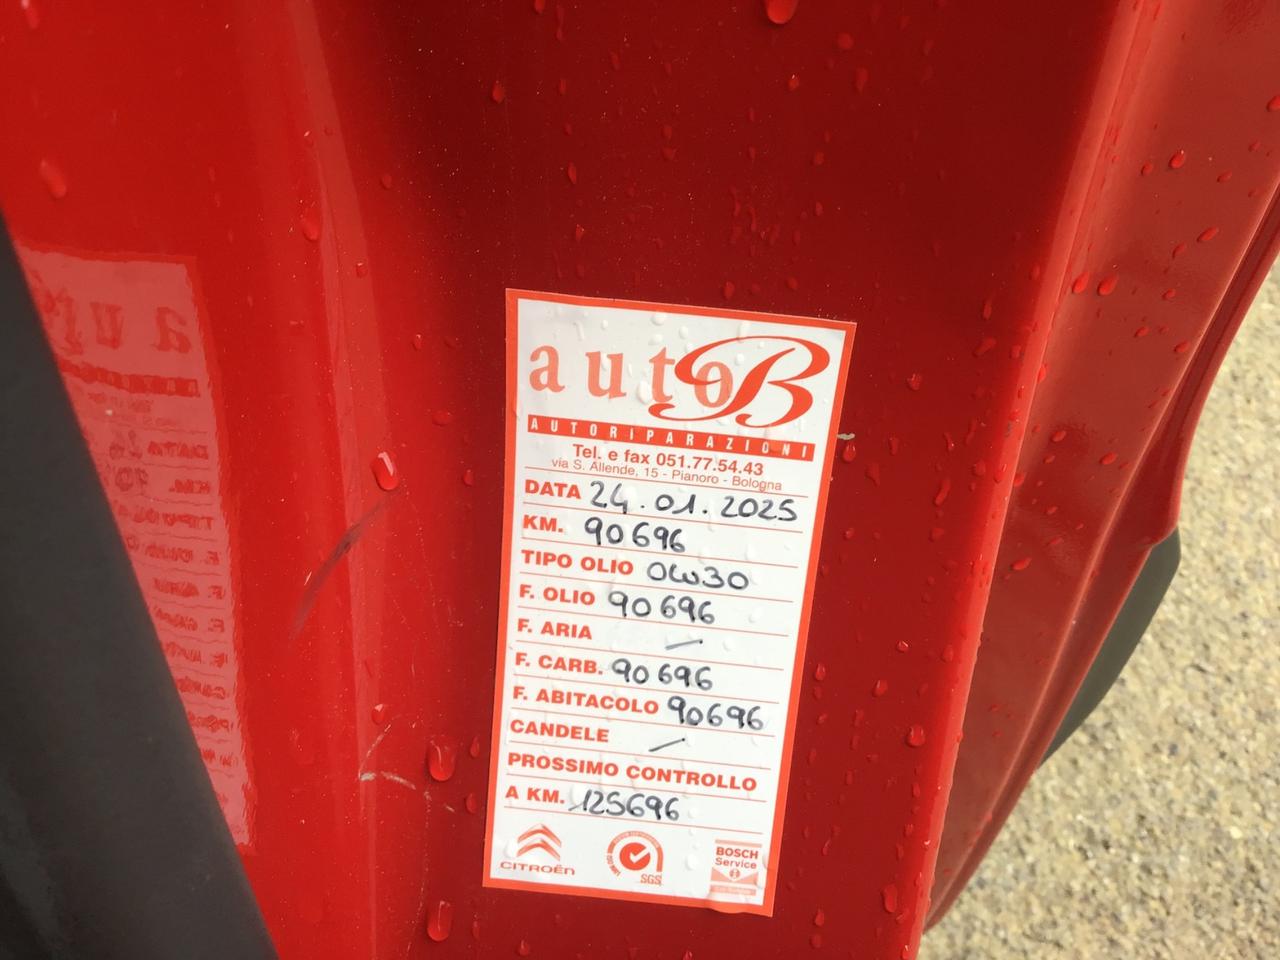 autoB
AUTORIPARAZIONI
Tel. e fax 051.77.54.43
via S. Allende, 15 - Pianoro - Bologna
DATA 24.01.2025
KM. 90696
TIPO OLIO 0W30
F. OLIO 90696
F. ARIA —
F. CARB. 90696
F. ABITACOLO 90696
CANDELE —
PROSSIMO CONTROLLO
A KM. 125696
CITROËN
SGS
BOSCH
Service